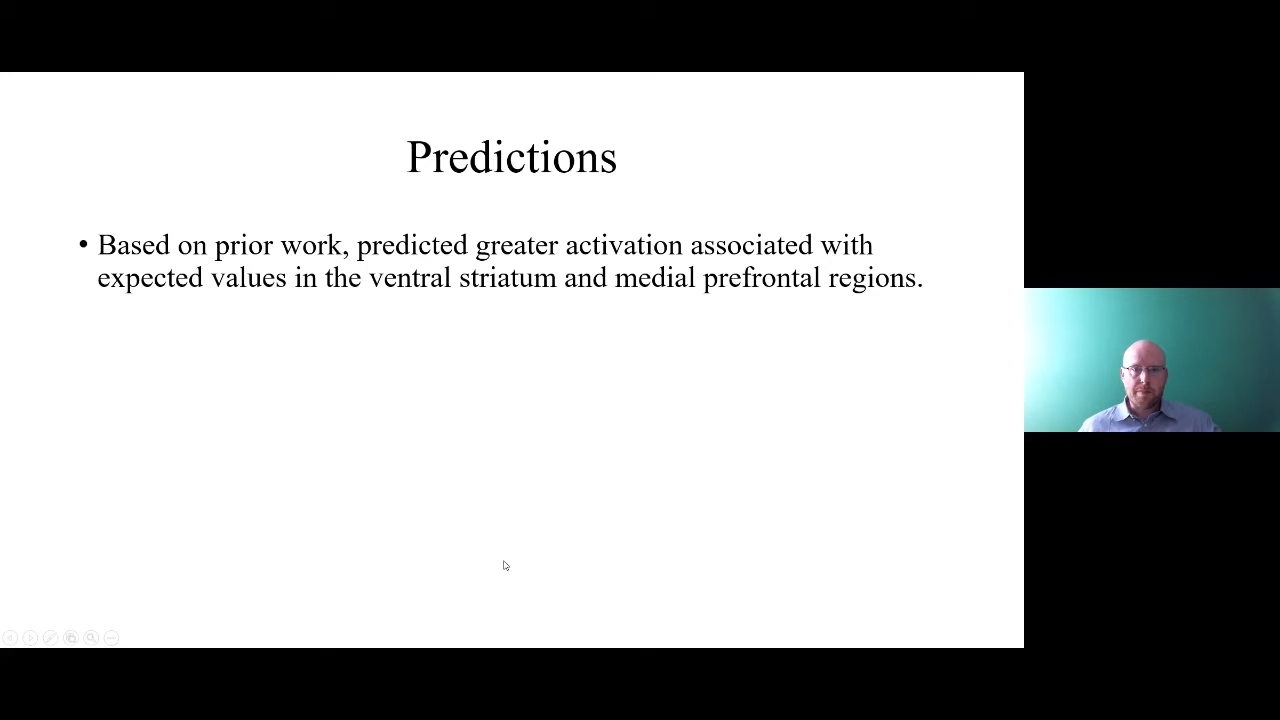 Predictions
• Based on prior work, predicted greater activation associated with
expected values in the ventral striatum and medial prefrontal regions.